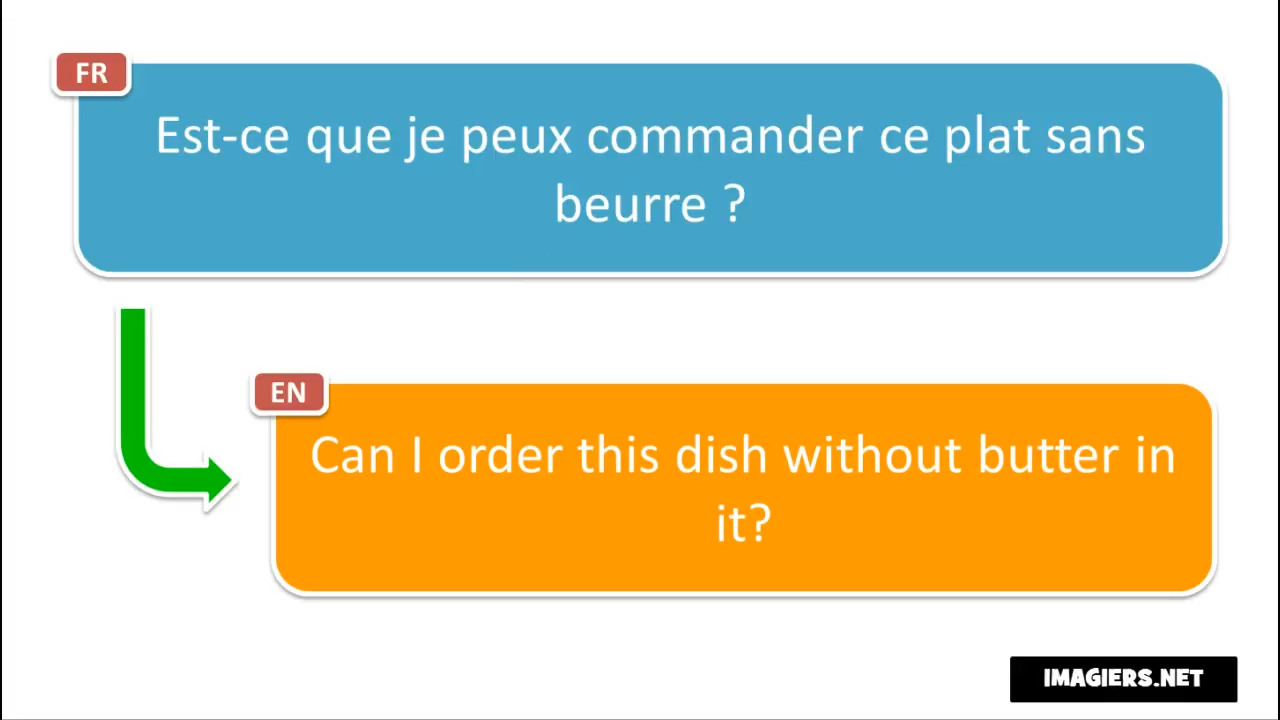 FR
Est-ce que je peux commander ce plat sans
beurre ?
EN
Can I order this dish without butter in
it?
IMAGIERS.NET